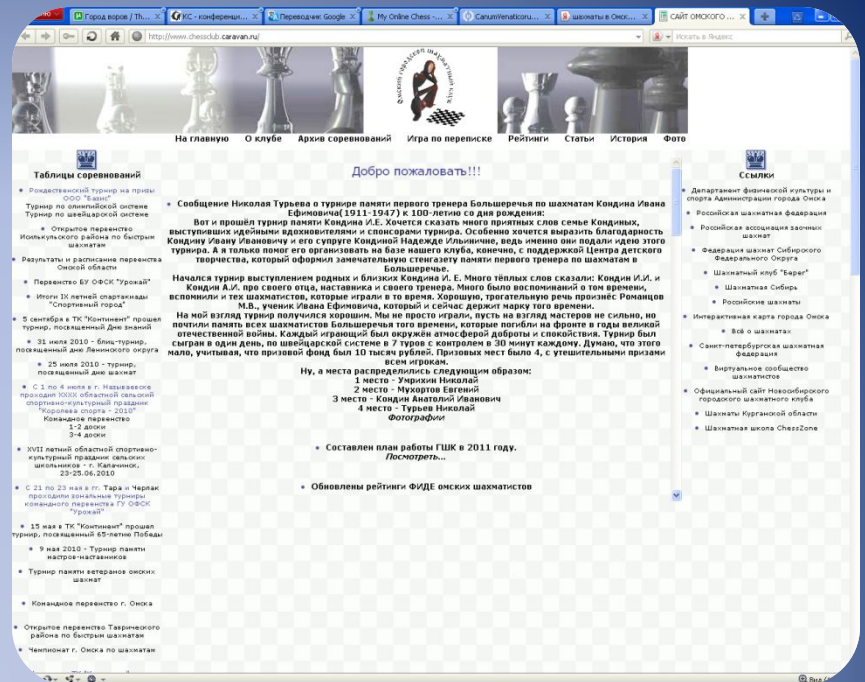 Город воров / Th...
КС - конференци...
Переводчик Google
My Online Chess -...
CanumVenaticoru...
шахматы в Омск...
САЙТ ОМСКОГО ...
http://www.chessclub.caravan.ru/
Искать в Яндекс
Омский городской шахматный клуб
На главную О клубе Архив соревнований Игра по переписке Рейтинги Статьи История Фото
Таблицы соревнований
Рождественский турнир на призы
ООО "Базис"
Турнир по олимпийской системе
Турнир по швейцарской системе
Открытое первенство
Исилькульского района по быстрым
шахматам
Результаты и расписание первенства
Омской области
Первенство БУ ОФСК "Урожай"
Итоги IX летней спартакиады
"Спортивный город"
5 сентября в ТК "Континент" прошел
турнир, посвященный Дню знаний
31 июля 2010 - блиц-турнир,
посвященный дню Ленинского округа
25 июля 2010 - турнир,
посвященный дню шахмат
С 1 по 4 июля в г. Называевске
проходил XXXX областной сельский
спортивно-культурный праздник
"Королева спорта - 2010"
Командное первенство
1-2 доски
3-4 доски
XVII летний областной спортивно-
культурный праздник сельских
школьников - г. Калачинск,
23-25.06.2010
С 21 по 23 мая в гг. Тара и Черлак
проходили зональные турниры
командного первенства ГУ ОФСК
"Урожай"
15 мая в ТК "Континент" прошел
турнир, посвященный 65-летию Победы
9 мая 2010 - Турнир памяти
мастров-наставников
Турнир памяти ветеранов омских
шахмат
Командное первенство г. Омска
Открытое первенство Таврического
района по быстрым шахматам
Чемпионат г. Омска по шахматам
Добро пожаловать!!!
Сообщение Николая Турьева о турнире памяти первого тренера Большеречья по шахматам Кондина Ивана
Ефимовича(1911-1947) к 100-летию со дня рождения:
Вот и прошёл турнир памяти Кондина И.Е. Хочется сказать много приятных слов семье Кондиных,
выступивших идейными вдохновителями и спонсорами турнира. Особенно хочется выразить благодарность
Кондину Ивану Ивановичу и его супруге Кондиной Надежде Ильиничне, ведь именно они подали идею этого
турнира. А я только помог его организовать на базе нашего клуба, конечно, с поддержкой Центра детского
творчества, который оформил замечательную стенгазету памяти первого тренера по шахматам в
Большеречье.
Начался турнир выступлением родных и близких Кондина И. Е. Много тёплых слов сказали: Кондин И.И. и
Кондин А.И. про своего отца, наставника и своего тренера. Много было воспоминаний о том времени,
вспомнили и тех шахматистов, которые играли в то время. Хорошую, трогательную речь произнёс Романцов
М.В., ученик Ивана Ефимовича, который и сейчас держит марку того времени.
На мой взгляд турнир получился хорошим. Мы не просто играли, пусть на взгляд мастеров не сильно, но
почтили память всех шахматистов Большеречья того времени, которые погибли на фронте в годы великой
отечественной войны. Каждый играющий был окружён атмосферой доброты и спокойствия. Турнир был
сыгран в один день, по швейцарской системе в 7 туров с контролем в 30 минут каждому. Думаю, что этого
мало, учитывая, что призовой фонд был 10 тысяч рублей. Призовых мест было 4, с утешительными призами
всем игрокам.
Ну, а места распределились следующим образом:
1 место - Умрихин Николай
2 место - Мухортов Евгений
3 место - Кондин Анатолий Иванович
4 место - Турьев Николай
Фотографии
Составлен план работы ГШК в 2011 году.
Посмотреть...
Обновлены рейтинги ФИДЕ омских шахматистов
Ссылки
Департамент физической культуры и
спорта Администрации города Омска
Российская шахматная федерация
Российская ассоциация заочных
шахмат
Федерация шахмат Сибирского
Федерального Округа
Шахматный клуб "Берег"
Шахматная Сибирь
Российские шахматы
Интерактивная карта города Омска
Всё о шахматах
Санкт-петербургская шахматная
федерация
Виртуальное сообщество
шахматистов
Официальный сайт Новосибирского
городского шахматного клуба
Шахматы Курганской области
Шахматная школа ChessZone